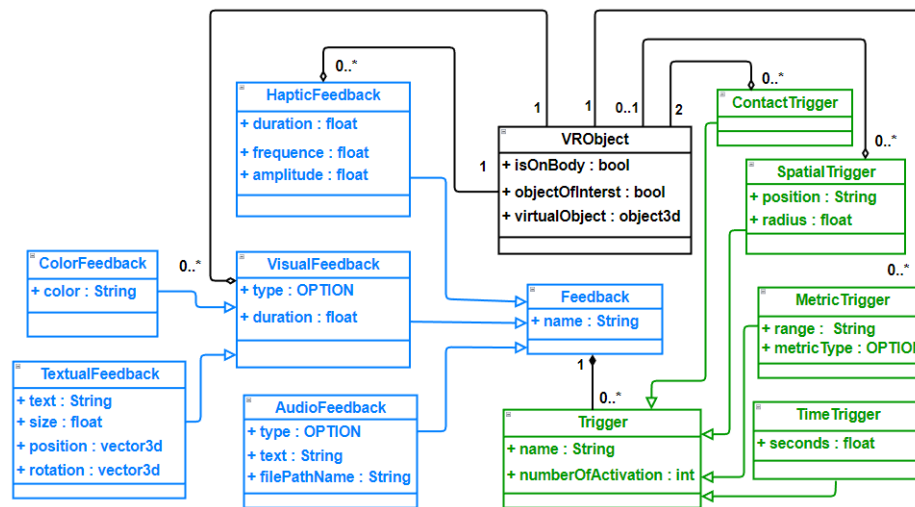 0..*
HapticFeedback
+ duration : float
+ frequence : float
+ amplitude : float
1
1
0..1
2
0..*
ContactTrigger
VRObject
+ isOnBody : bool
+ objectOfInterst : bool
+ virtualObject : object3d
1
0..*
SpatialTrigger
+ position : String
+ radius : float
ColorFeedback
+ color : String
0..*
VisualFeedback
+ type : OPTION
+ duration : float
Feedback
+ name : String
0..*
MetricTrigger
+ range : String
+ metricType : OPTION
TextualFeedback
+ text : String
+ size : float
+ position : vector3d
+ rotation : vector3d
AudioFeedback
+ type : OPTION
+ text : String
+ filePathName : String
1
0..*
Trigger
+ name : String
+ numberOfActivation : int
TimeTrigger
+ seconds : float